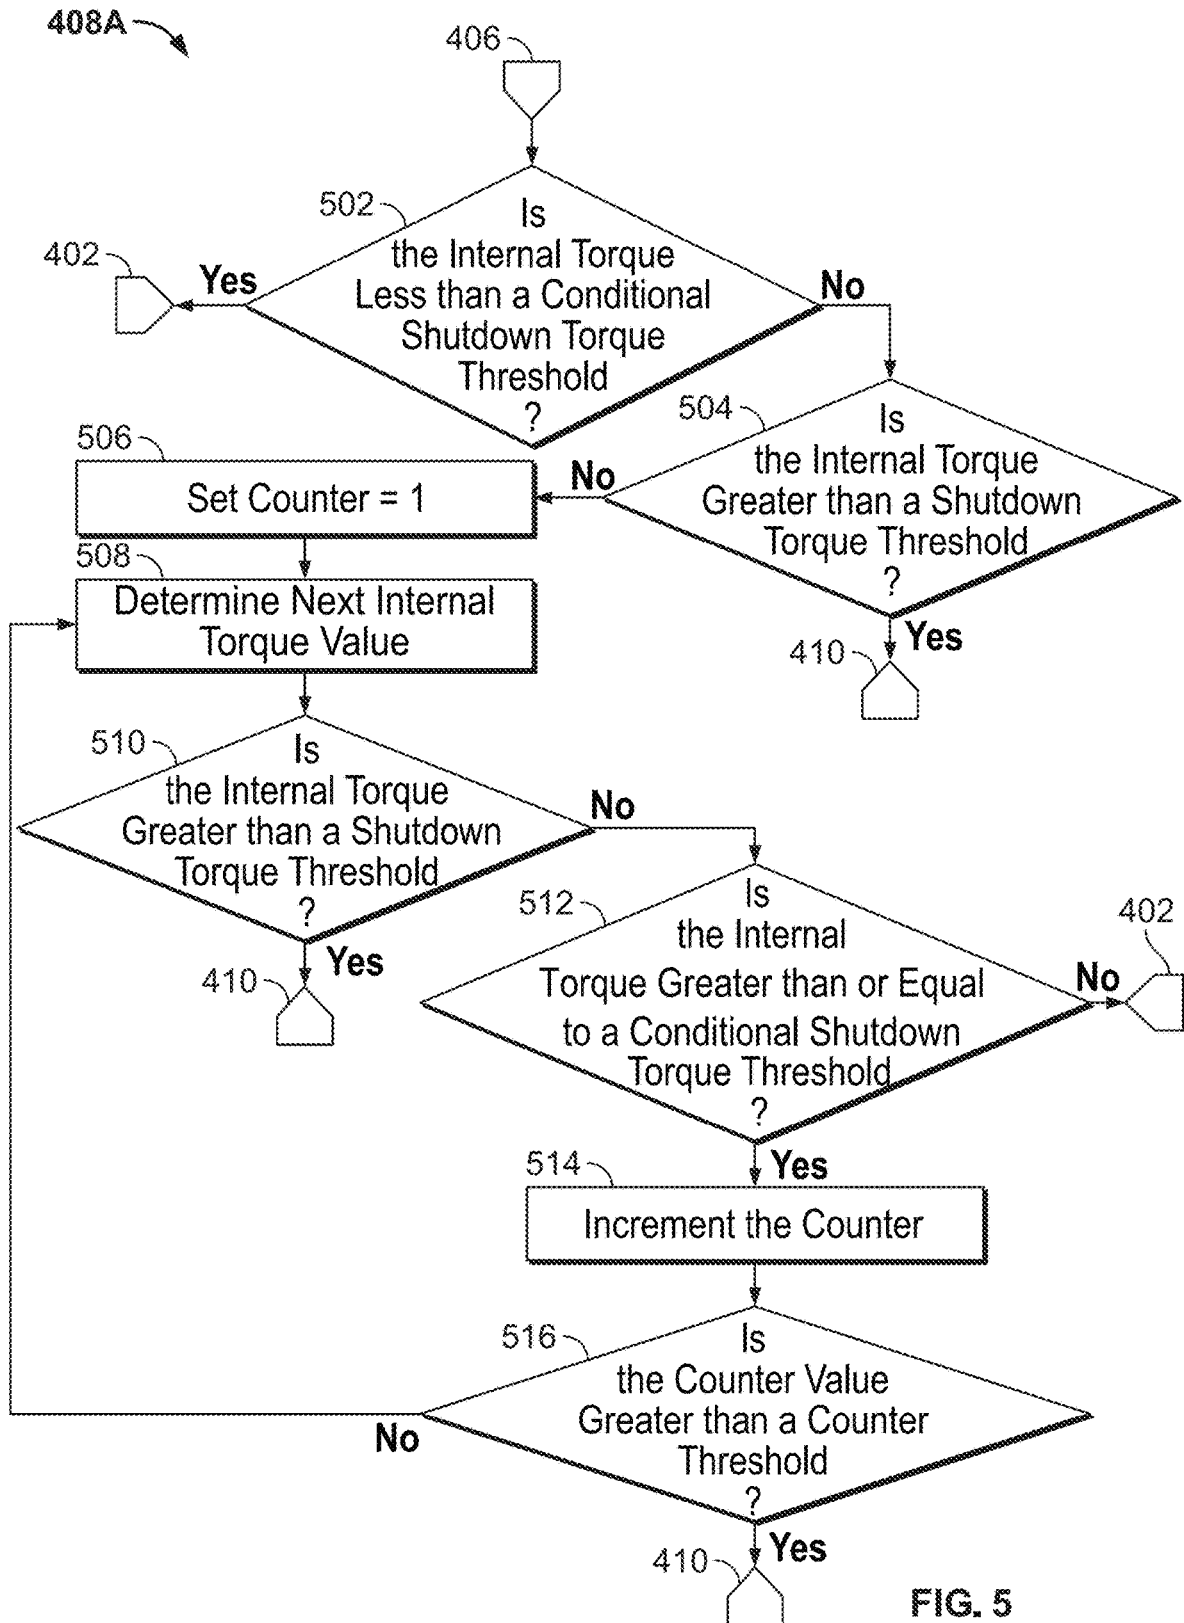 408A
406
502
Is
the Internal Torque
Less than a Conditional
Shutdown Torque
Threshold
?
402
Yes
No
504
Is
the Internal Torque
Greater than a Shutdown
Torque Threshold
?
No
Yes
410
506
Set Counter = 1
508
Determine Next Internal
Torque Value
510
Is
the Internal Torque
Greater than a Shutdown
Torque Threshold
?
No
Yes
410
512
Is
the Internal
Torque Greater than or Equal
to a Conditional Shutdown
Torque Threshold
?
402
No
Yes
514
Increment the Counter
516
Is
the Counter Value
Greater than a Counter
Threshold
?
No
Yes
410
FIG. 5